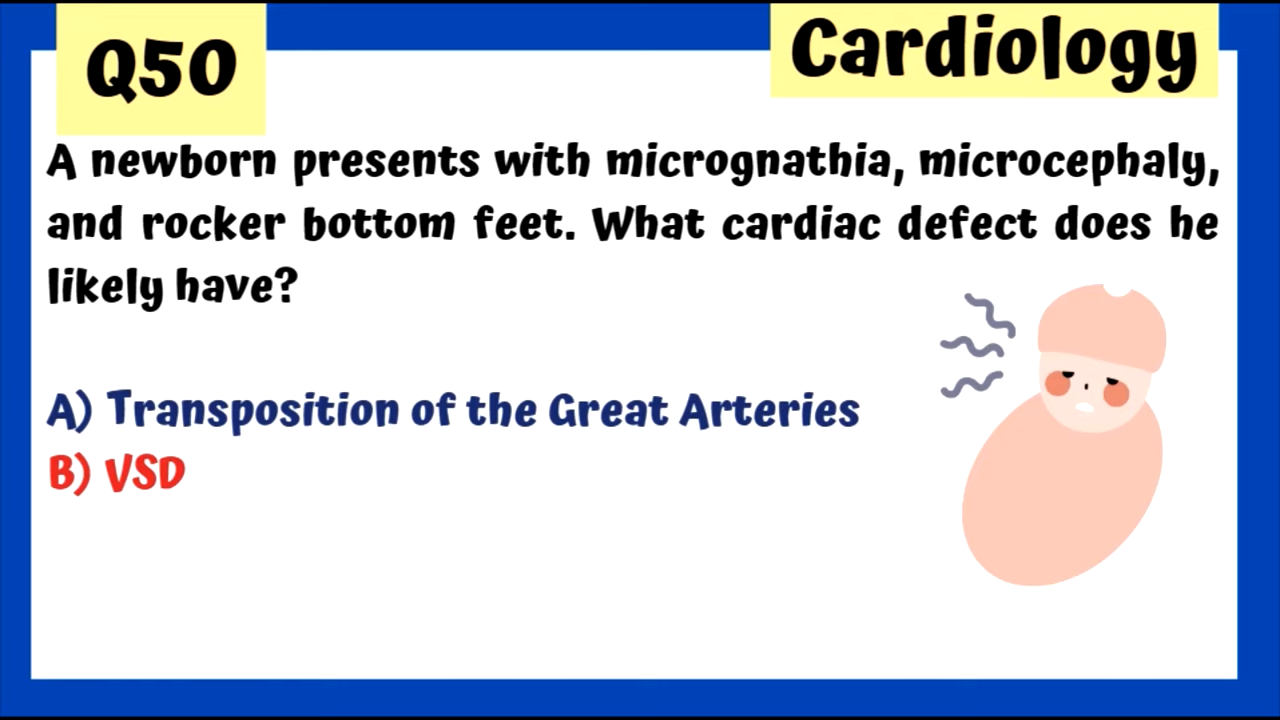 Q50
Cardiology
A newborn presents with micrognathia, microcephaly,
and rocker bottom feet. What cardiac defect does he
likely have?
A) Transposition of the Great Arteries
B) VSD